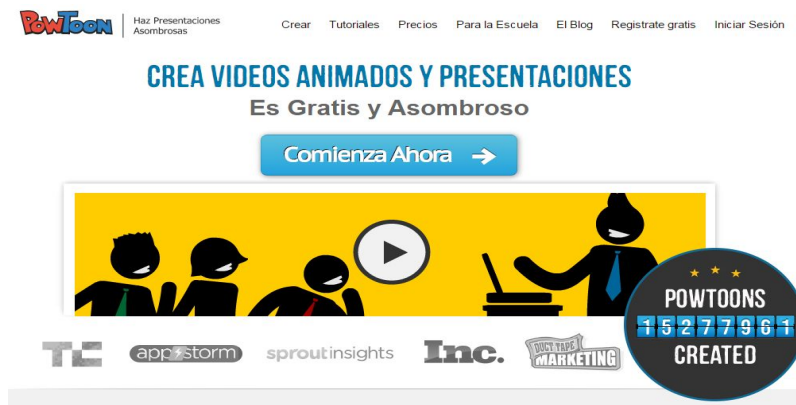 PowToon
Haz Presentaciones
Asombrosas
Crear Tutoriales Precios Para la Escuela El Blog Registrate gratis Iniciar Sesión
CREA VIDEOS ANIMADOS Y PRESENTACIONES
Es Gratis y Asombroso
Comienza Ahora
POWTOONS
15277961
CREATED
TC
appstorm
sproutinsights
Inc.
DUCT TAPE
MARKETING